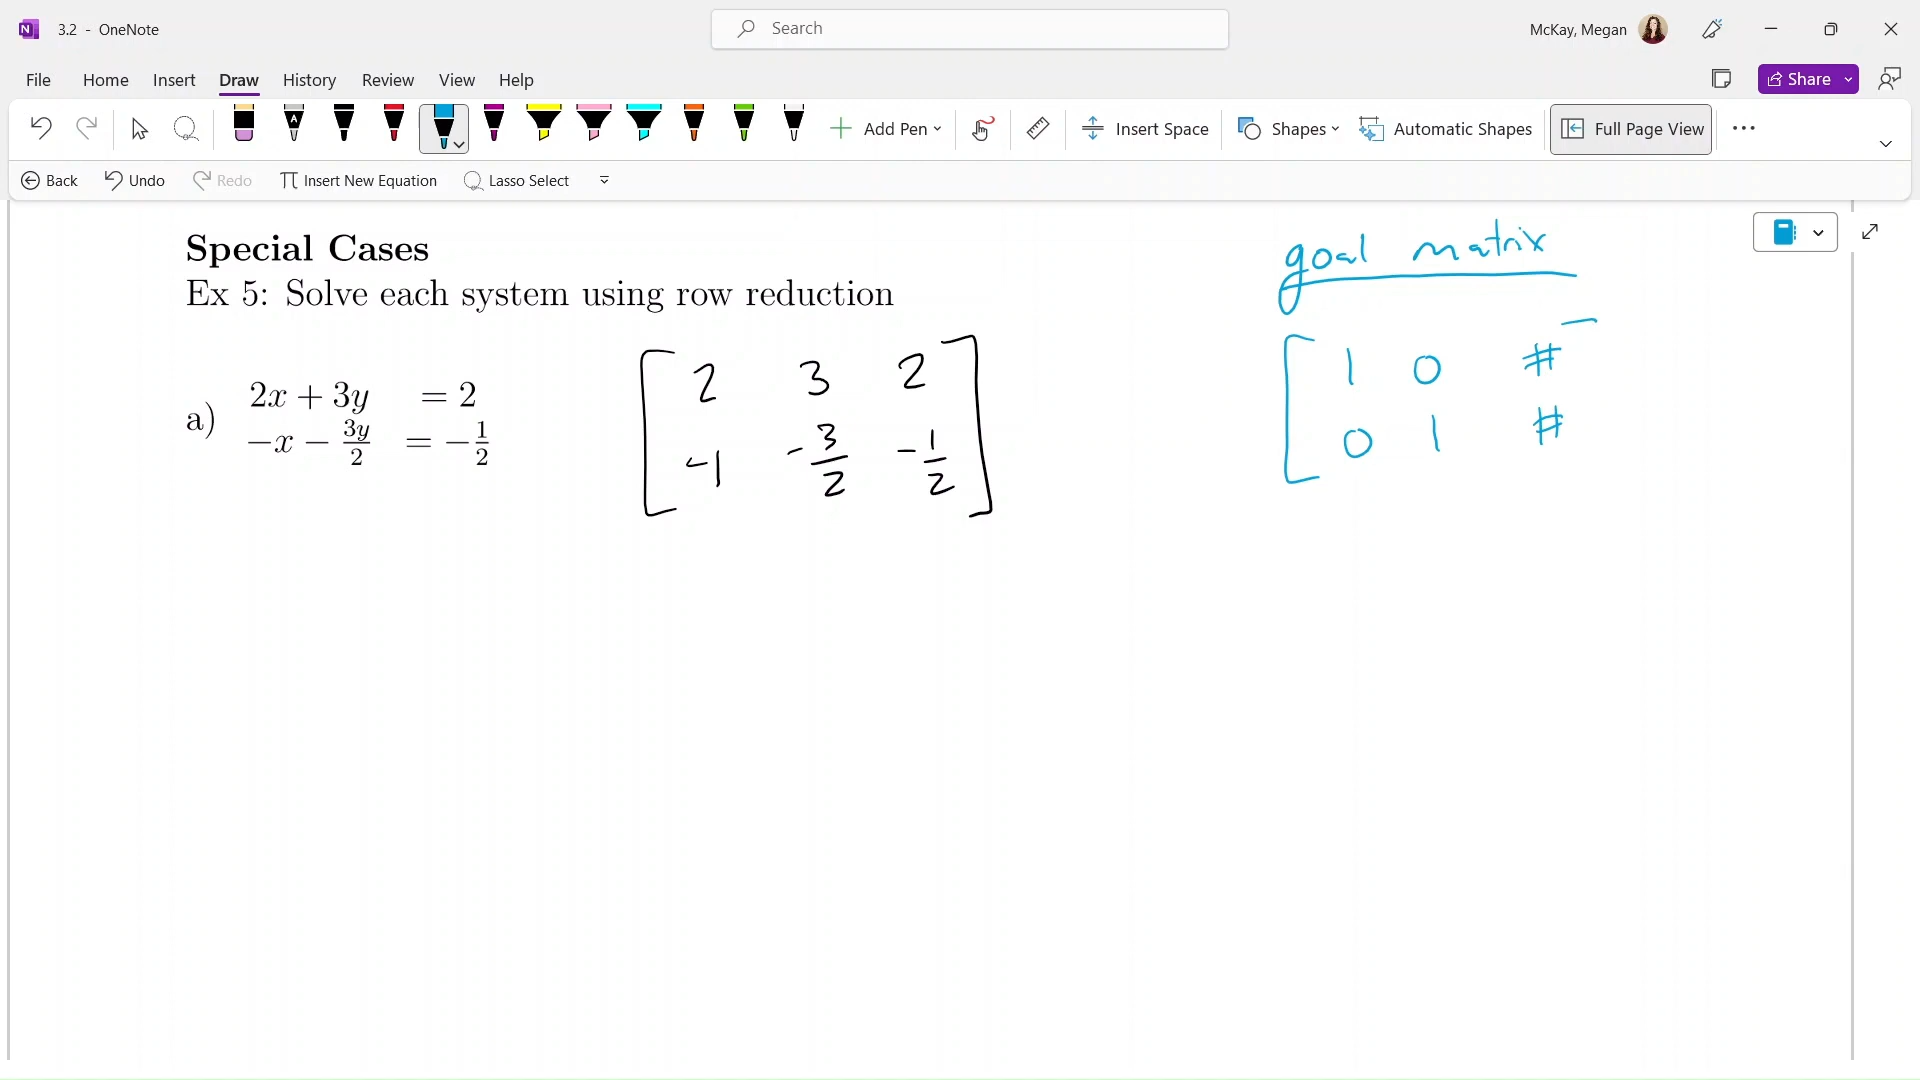 3.2 - OneNote
Search
McKay, Megan
File Home Insert Draw History Review View Help
Share
Add Pen Insert Space Shapes Automatic Shapes Full Page View
Back Undo Redo Insert New Equation Lasso Select
Special Cases
Ex 5: Solve each system using row reduction
a) 2x + 3y = 2
-x - 3y/2 = -1/2
2 3 2
-1 -3/2 -1/2
goal matrix
1 0 #
0 1 #